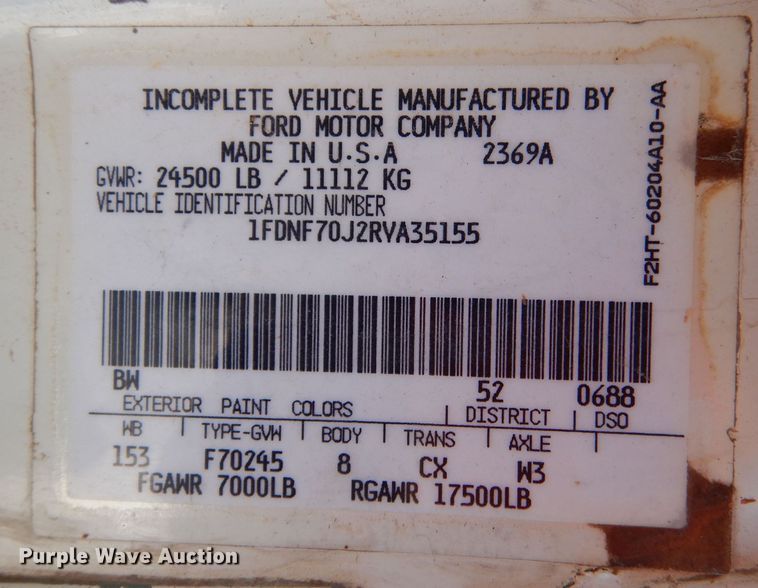 INCOMPLETE VEHICLE MANUFACTURED BY
FORD MOTOR COMPANY
MADE IN U.S.A 2369A
GVWR: 24500 LB / 11112 KG
VEHICLE IDENTIFICATION NUMBER
1FDNF70J2RVA35155
F2HT-60204A10-AA
BW 52 0688
EXTERIOR PAINT COLORS DISTRICT DSO
WB TYPE-GVW BODY TRANS AXLE
153 F70245 8 CX W3
FGAWR 7000LB RGAWR 17500LB
Purple Wave Auction